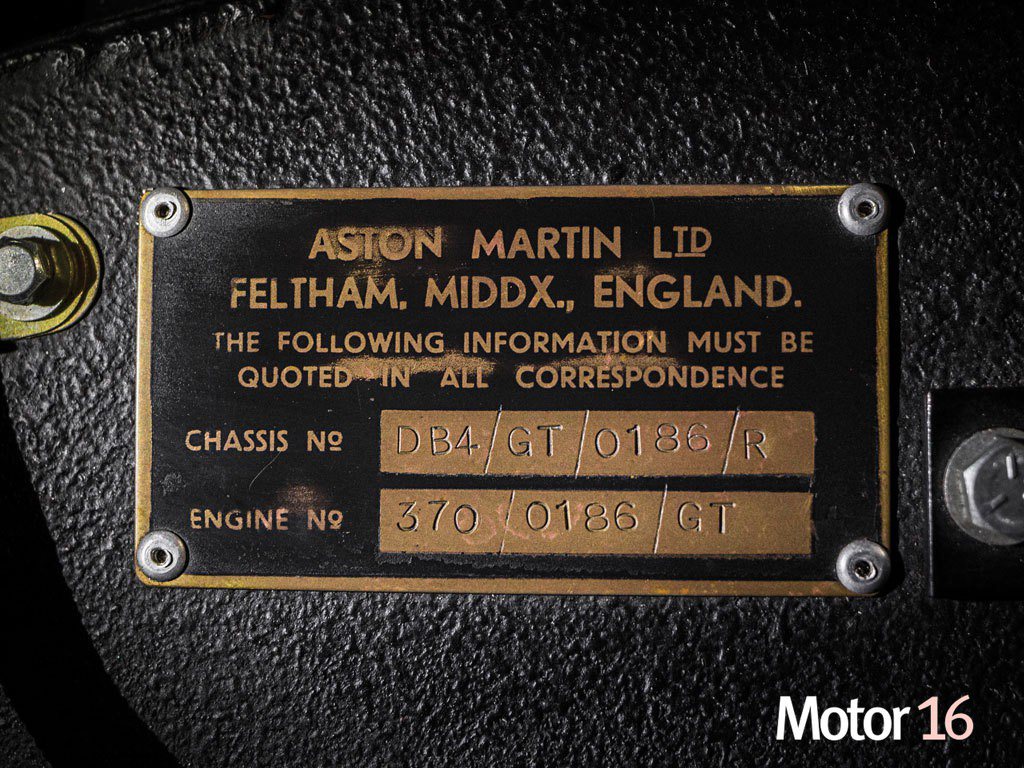 ASTON MARTIN LTD
FELTHAM, MIDDX., ENGLAND.
THE FOLLOWING INFORMATION MUST BE
QUOTED IN ALL CORRESPONDENCE
CHASSIS Nº DB4/GT/0186/R
ENGINE Nº 370/0186/GT
Motor 16